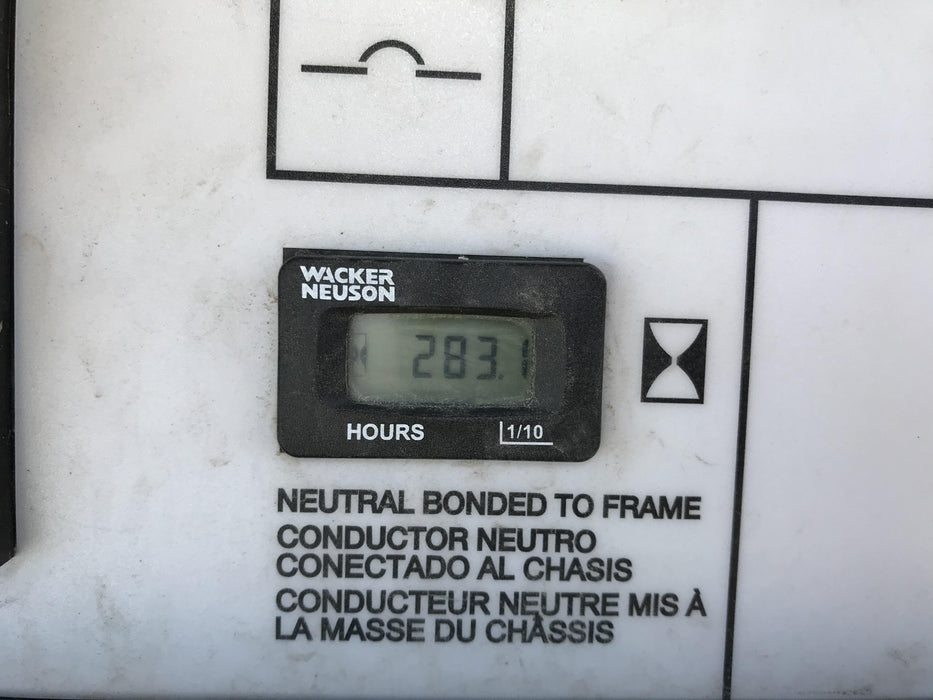 WACKER
NEUSON
283.
HOURS
1/10
NEUTRAL BONDED TO FRAME
CONDUCTOR NEUTRO
CONECTADO AL CHASIS
CONDUCTEUR NEUTRE MIS À
LA MASSE DU CHÂSSIS